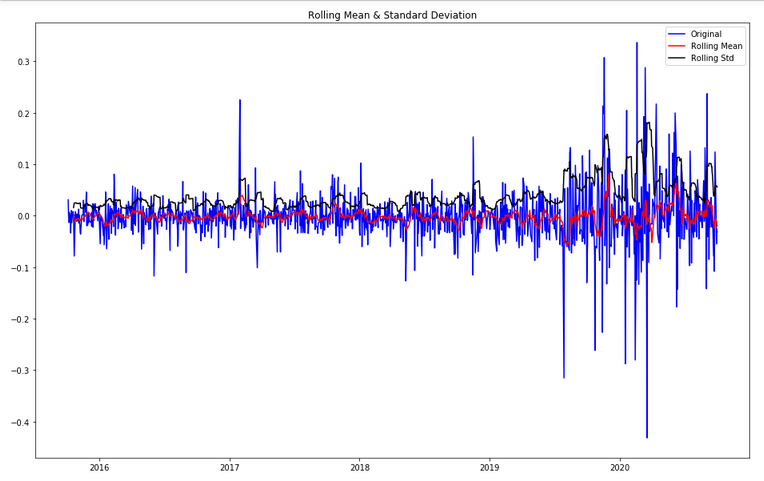 Rolling Mean & Standard Deviation
Original
Rolling Mean
Rolling Std
0.3
0.2
0.1
0.0
−0.1
−0.2
−0.3
−0.4
2016 2017 2018 2019 2020